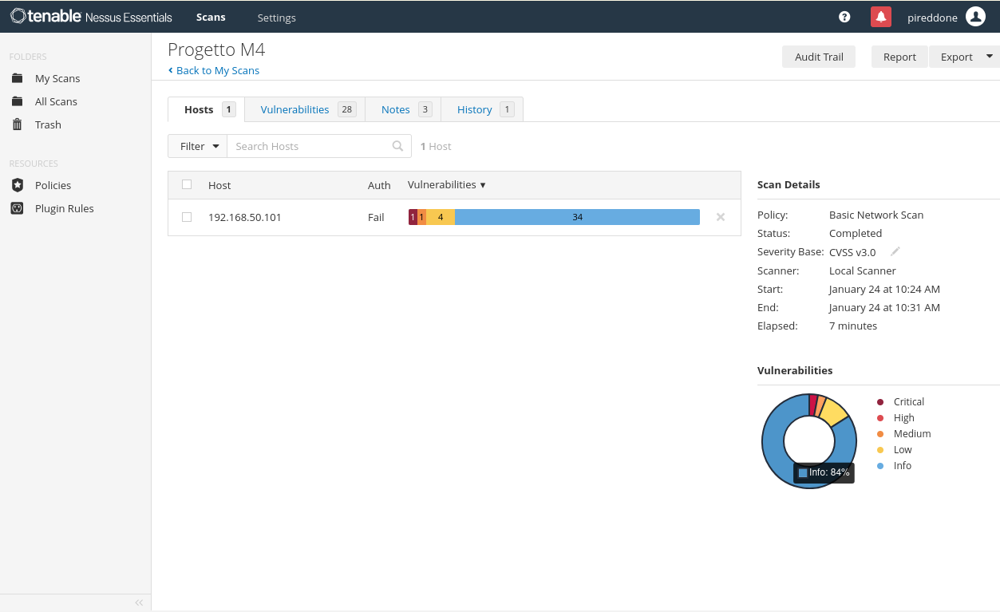 tenable Nessus Essentials Scans Settings ? pireddone
Progetto M4
Back to My Scans
Audit Trail Report Export
FOLDERS
My Scans
All Scans
Trash
RESOURCES
Policies
Plugin Rules
Hosts 1 Vulnerabilities 28 Notes 3 History 1
Filter Search Hosts 1 Host
Host Auth Vulnerabilities
192.168.50.101 Fail 1 1 4 34
Scan Details
Policy: Basic Network Scan
Status: Completed
Severity Base: CVSS v3.0
Scanner: Local Scanner
Start: January 24 at 10:24 AM
End: January 24 at 10:31 AM
Elapsed: 7 minutes
Vulnerabilities
Critical
High
Medium
Low
Info
Info: 84%